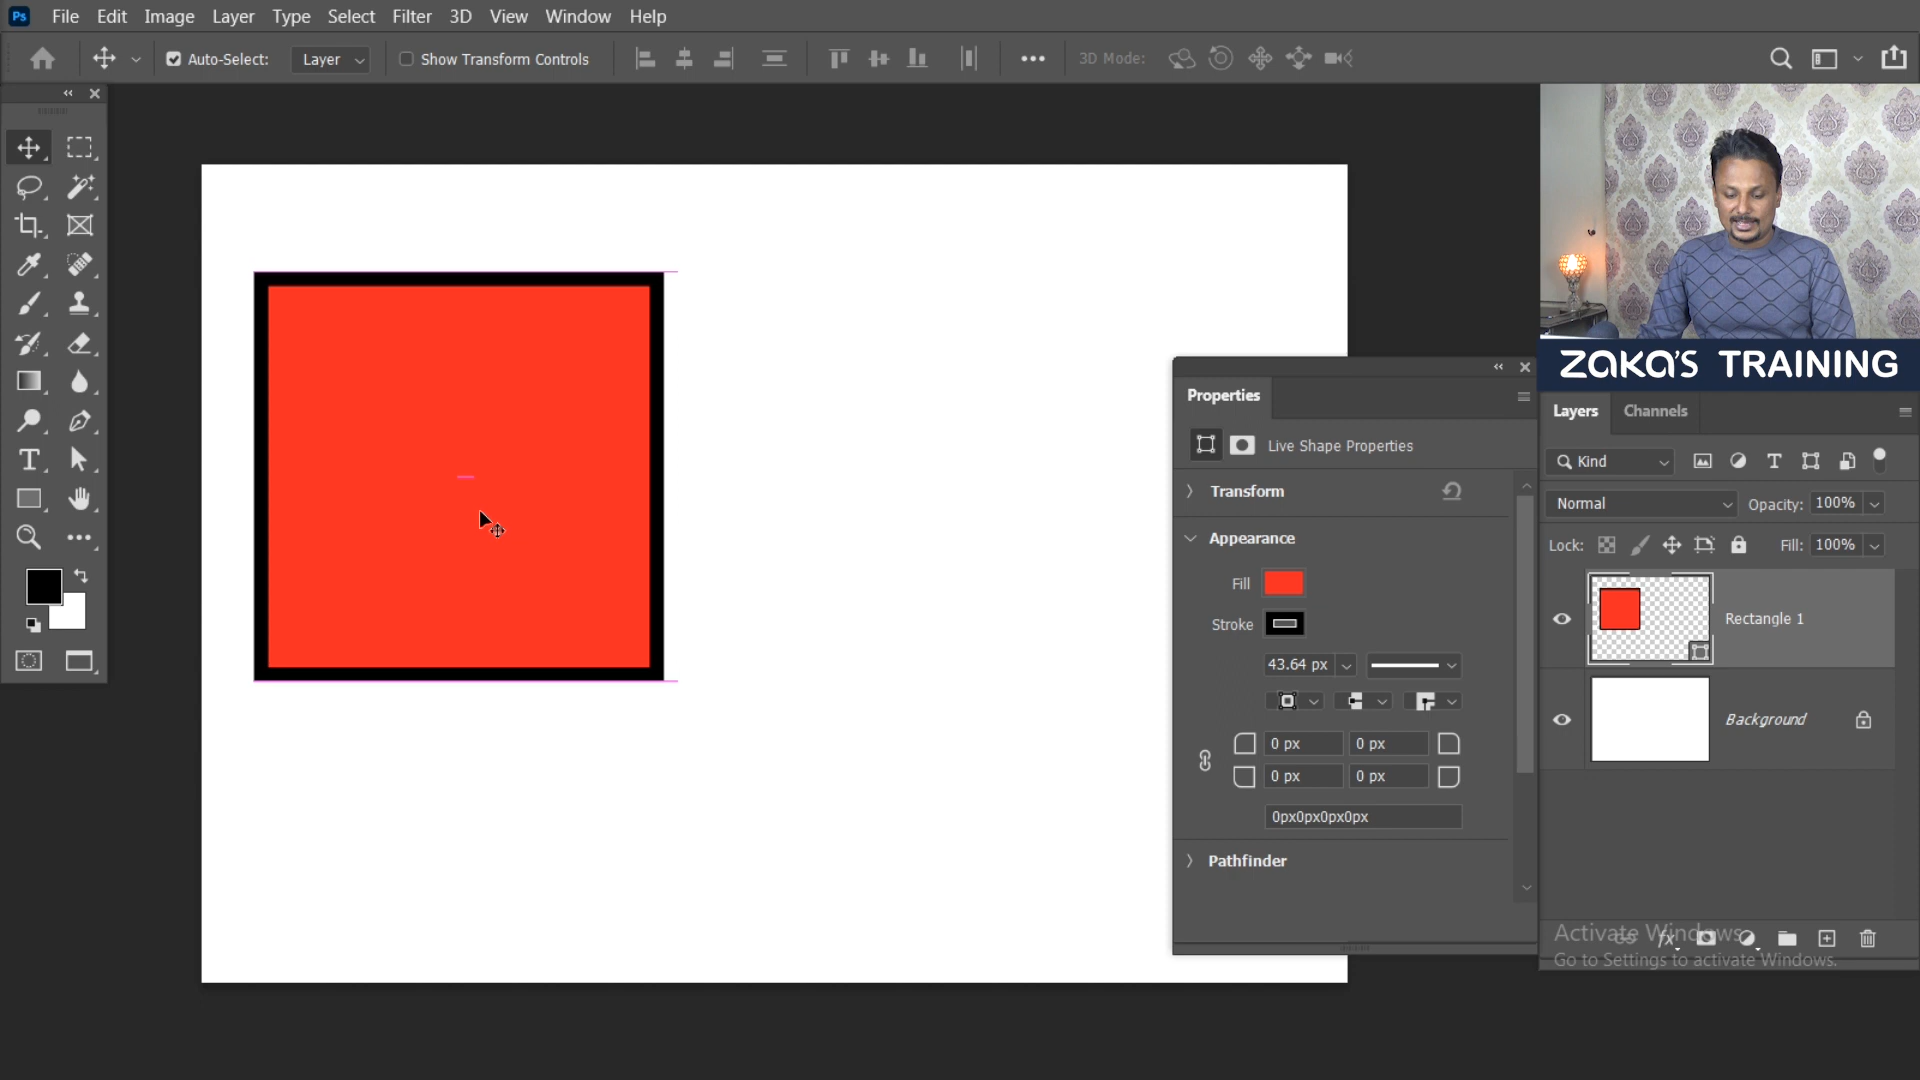 Ps File Edit Image Layer Type Select Filter 3D View Window Help
Auto-Select: Layer Show Transform Controls 3D Mode:
ZAKA'S TRAINING
Properties
Live Shape Properties
Transform
Appearance
Fill
Stroke
43.64 px
0 px 0 px
0 px 0 px
0px0px0px0px
Pathfinder
Layers Channels
Kind T
Normal Opacity: 100%
Lock: Fill: 100%
Rectangle 1
Background
Activate Windows
fx
Go to Settings to activate Windows.